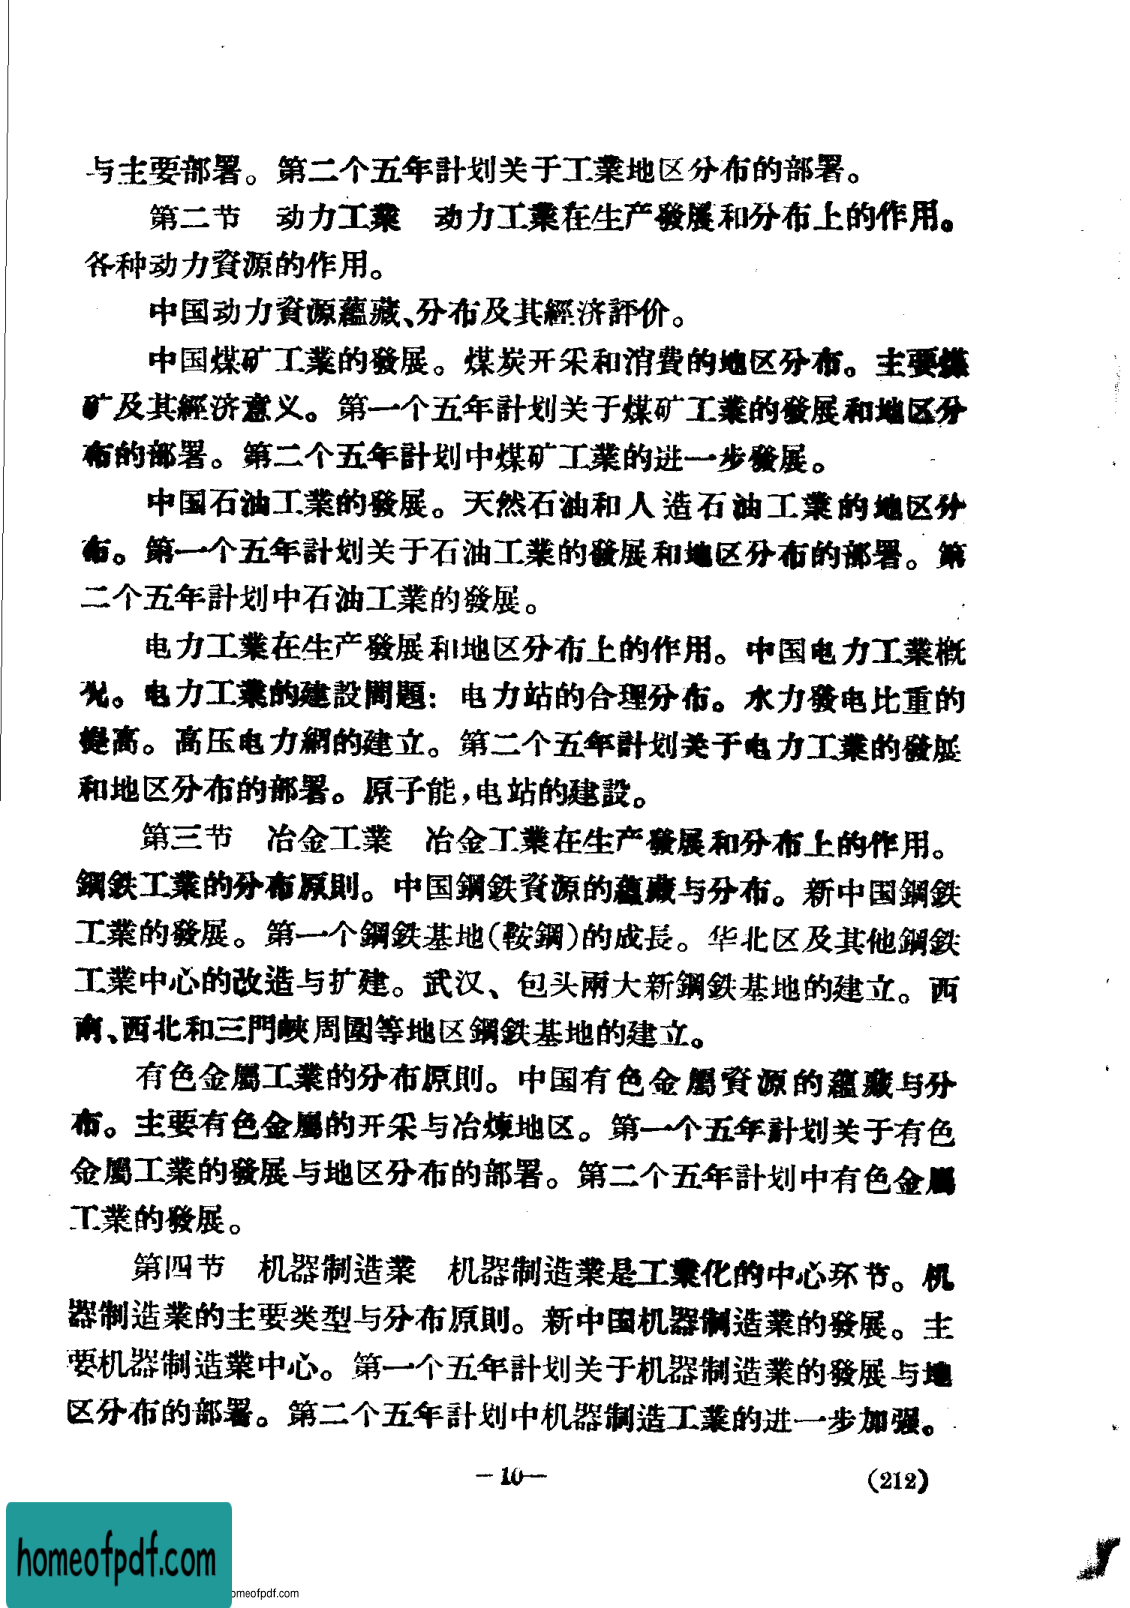 与主要部署。第二个五年計划关于工業地区分布的部署。
第二节　动力工業　动力工業在生产發展和分布上的作用。
各种动力資源的作用。
中国动力資源蘊藏、分布及其經济評价。
中国煤矿工業的發展。煤炭开采和消費的地区分布。主要煤
矿及其經济意义。第一个五年計划关于煤矿工業的發展和地区分
布的部署。第二个五年計划中煤矿工業的进一步發展。
中国石油工業的發展。天然石油和人造石油工業的地区分
布。第一个五年計划关于石油工業的發展和地区分布的部署。第
二个五年計划中石油工業的發展。
电力工業在生产發展和地区分布上的作用。中国电力工業概
况。电力工業的建設問題：电力站的合理分布。水力發电比重的
提高。高压电力網的建立。第二个五年計划关于电力工業的發展
和地区分布的部署。原子能，电站的建設。
第三节　冶金工業　冶金工業在生产發展和分布上的作用。
鋼鉄工業的分布原則。中国鋼鉄資源的蘊藏与分布。新中国鋼鉄
工業的發展。第一个鋼鉄基地（鞍鋼）的成長。华北区及其他鋼鉄
工業中心的改造与扩建。武汉、包头兩大新鋼鉄基地的建立。西
南、西北和三門峽周圍等地区鋼鉄基地的建立。
有色金屬工業的分布原則。中国有色金屬資源的蘊藏与分
布。主要有色金屬的开采与冶煉地区。第一个五年計划关于有色
金屬工業的發展与地区分布的部署。第二个五年計划中有色金屬
工業的發展。
第四节　机器制造業　机器制造業是工業化的中心环节。机
器制造業的主要类型与分布原則。新中国机器制造業的發展。主
要机器制造業中心。第一个五年計划关于机器制造業的發展与地
区分布的部署。第二个五年計划中机器制造工業的进一步加强。
—10—
(212)
homeofpdf.com
omeofpdf.com